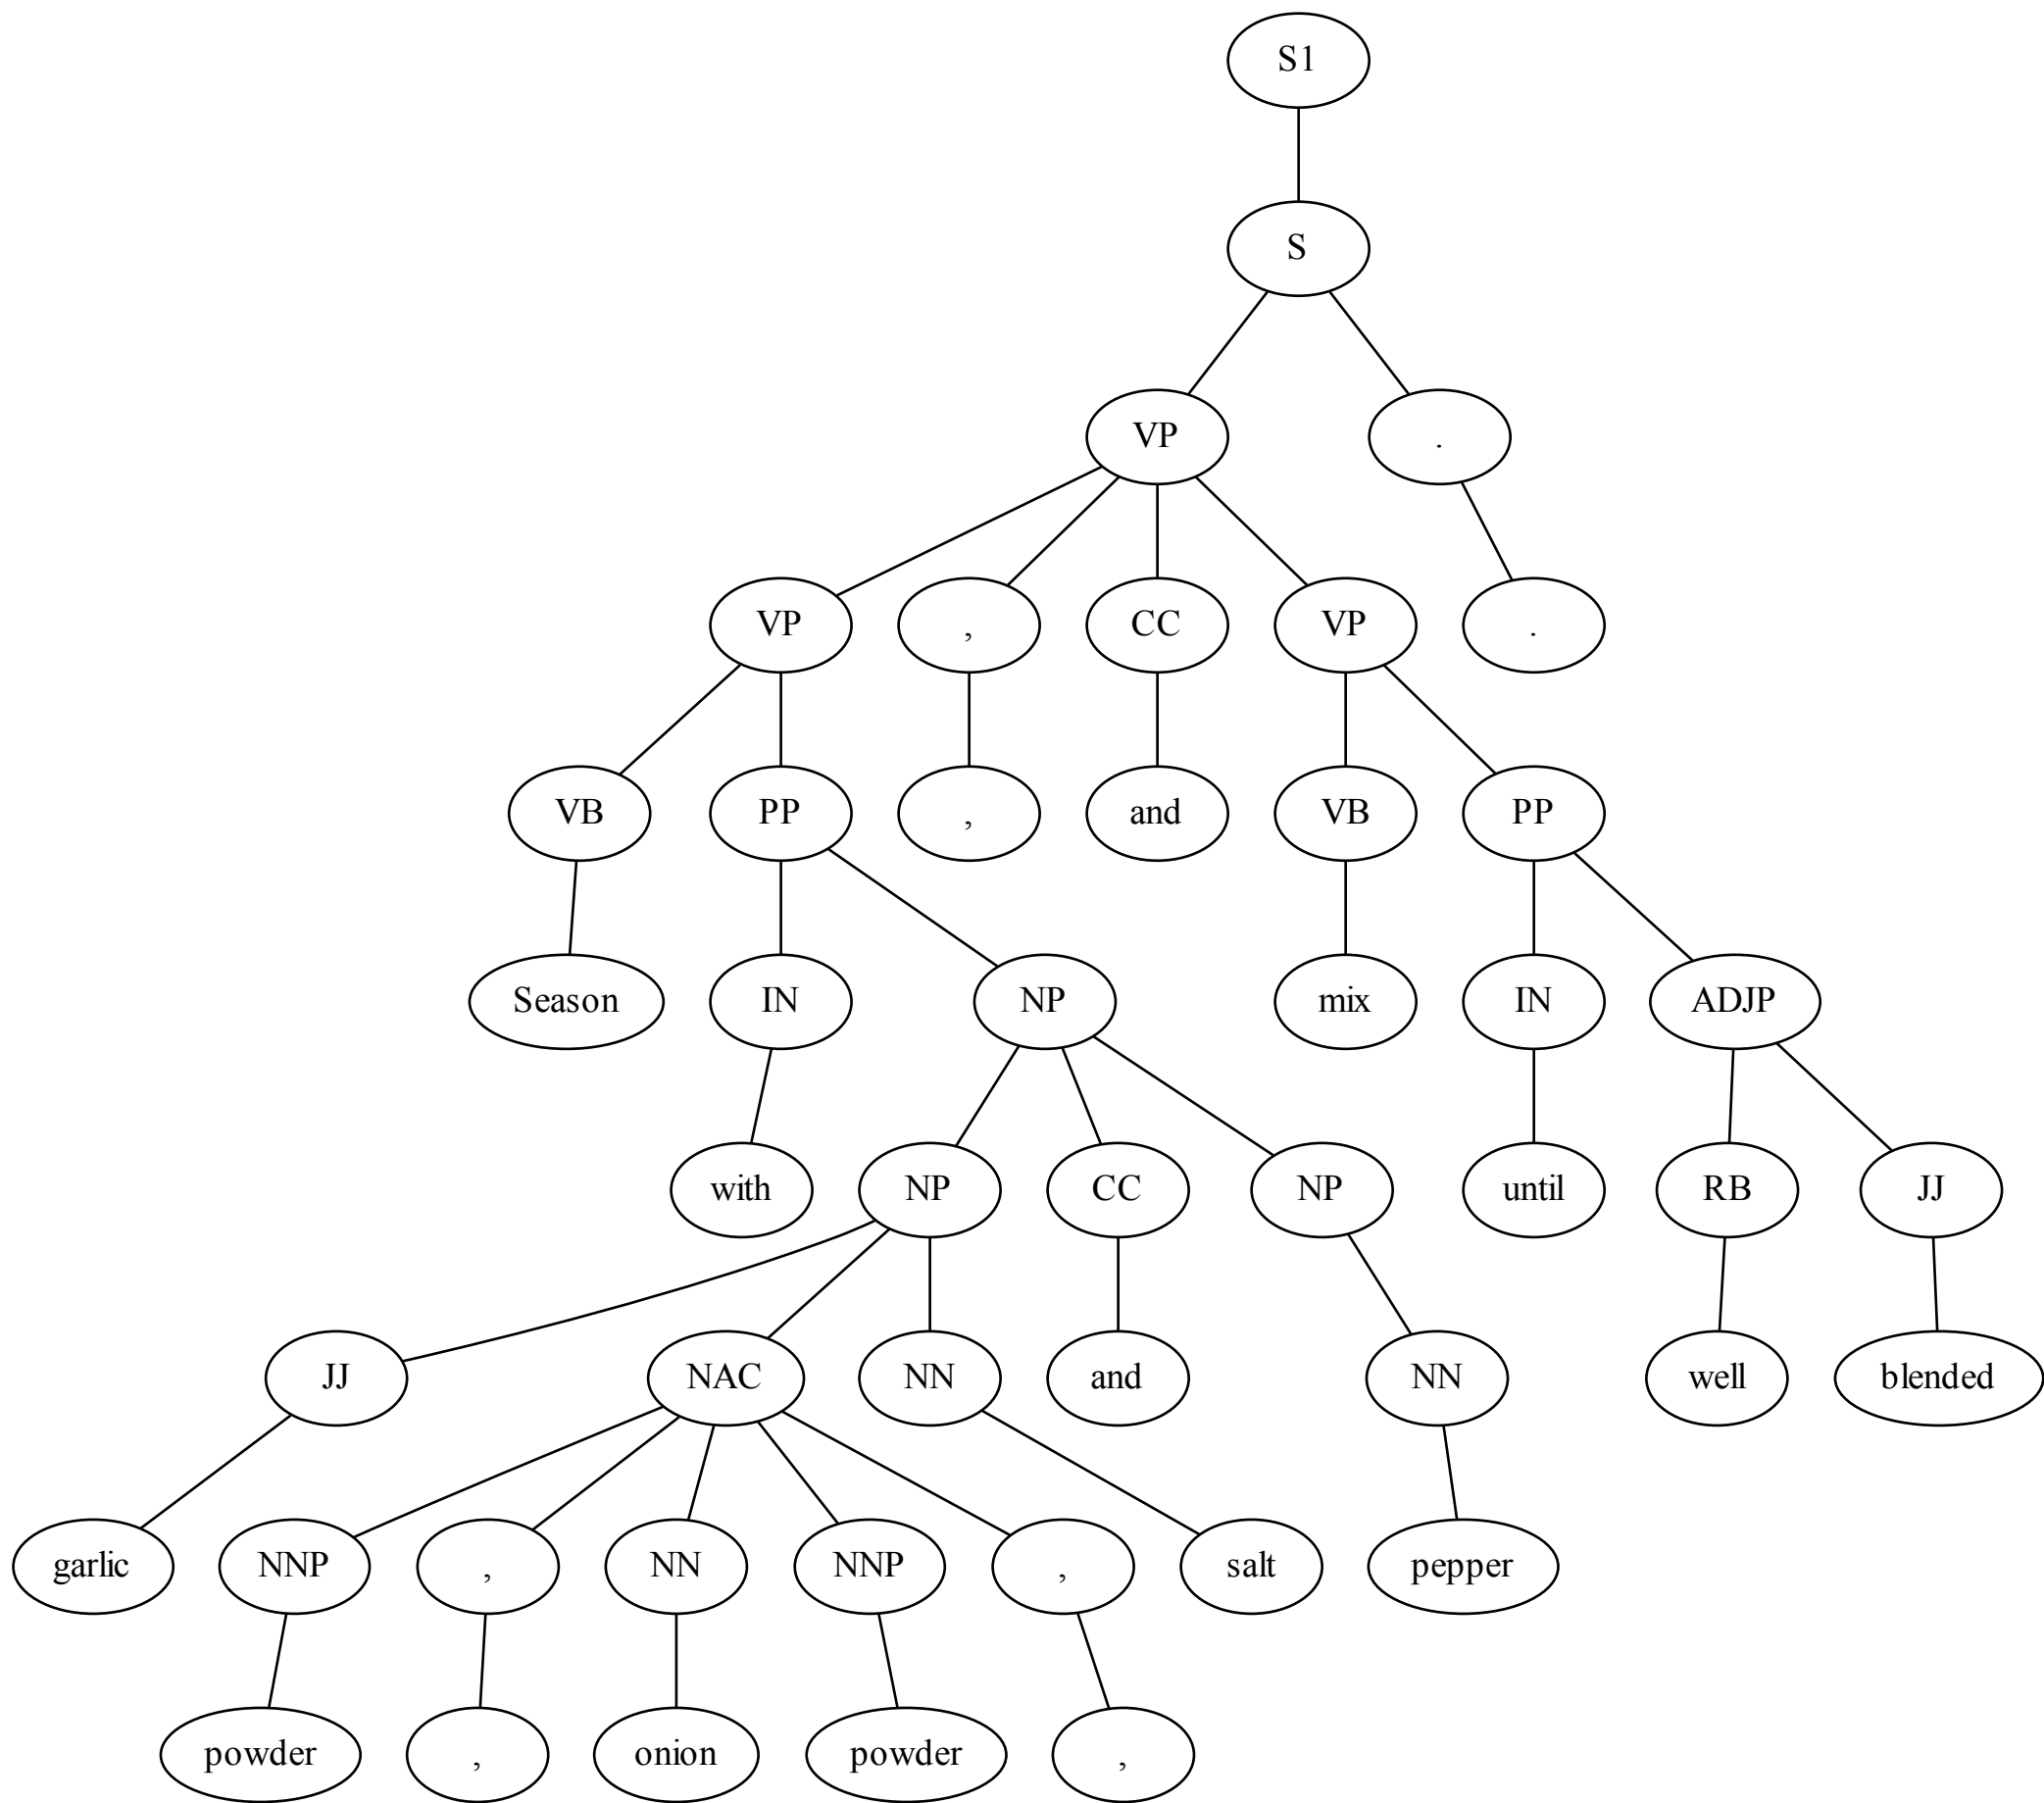 S1
S
VP .
VP , CC VP .
VB PP , and VB PP
Season IN NP mix IN ADJP
with NP CC NP until RB JJ
JJ NAC NN and NN well blended
garlic NNP , NN NNP , salt pepper
powder , onion powder ,